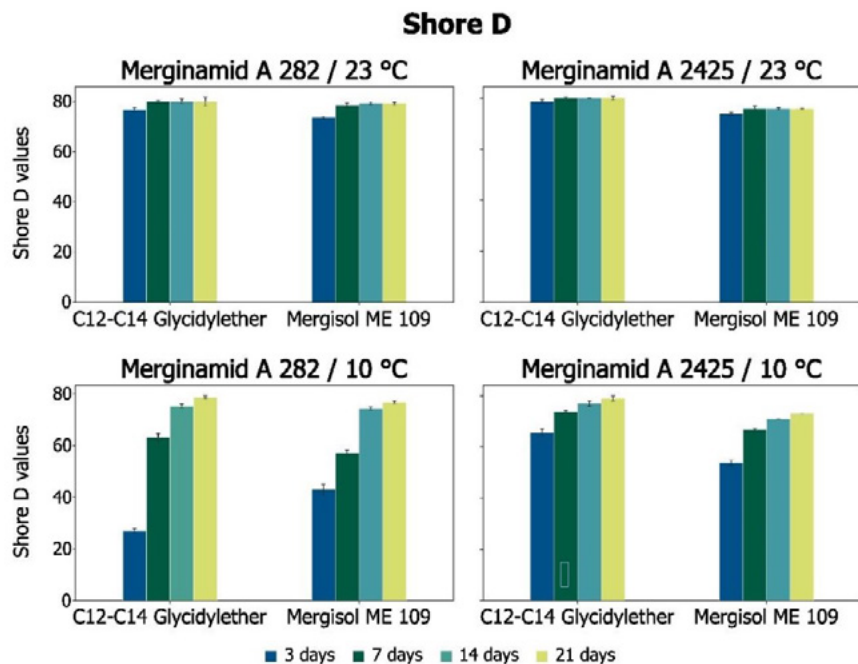 Shore D
Merginamid A 282 / 23 °C
Merginamid A 2425 / 23 °C
Shore D values
80
60
40
20
0
C12-C14 Glycidylether
Mergisol ME 109
C12-C14 Glycidylether
Mergisol ME 109
Merginamid A 282 / 10 °C
Merginamid A 2425 / 10 °C
Shore D values
80
60
40
20
0
C12-C14 Glycidylether
Mergisol ME 109
C12-C14 Glycidylether
Mergisol ME 109
3 days 7 days 14 days 21 days